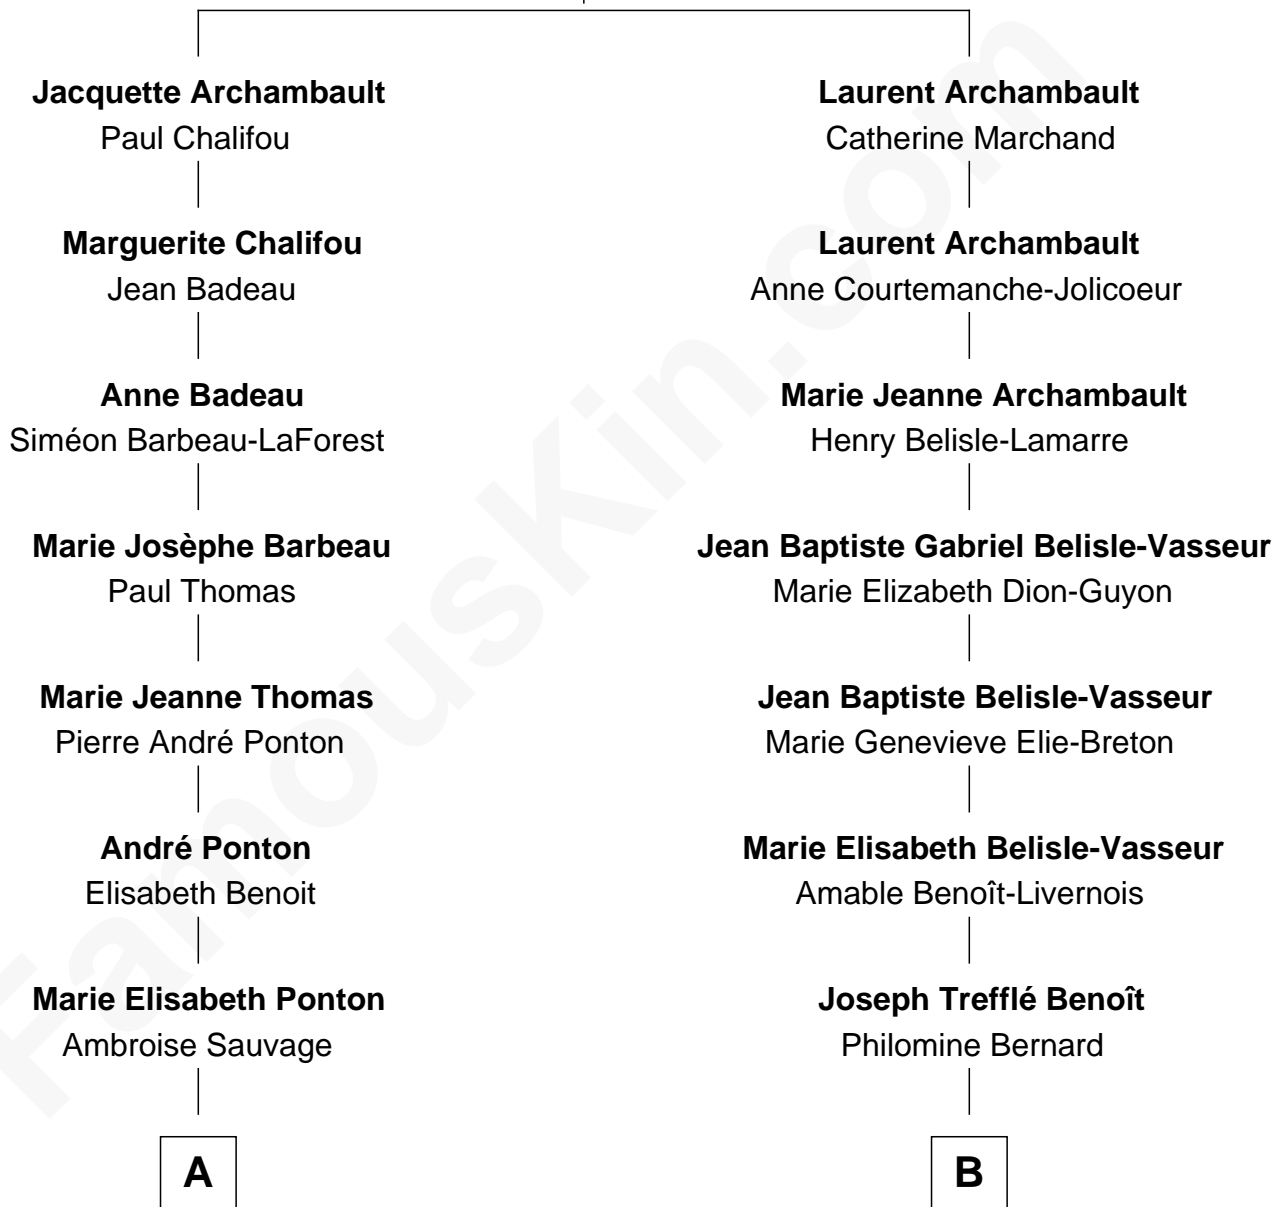 Jacquette Archambault
Paul Chalifou
Marguerite Chalifou
Jean Badeau
Anne Badeau
Siméon Barbeau-LaForest
Marie Josèphe Barbeau
Paul Thomas
Marie Jeanne Thomas
Pierre André Ponton
André Ponton
Elisabeth Benoit
Marie Elisabeth Ponton
Ambroise Sauvage
A
Laurent Archambault
Catherine Marchand
Laurent Archambault
Anne Courtemanche-Jolicoeur
Marie Jeanne Archambault
Henry Belisle-Lamarre
Jean Baptiste Gabriel Belisle-Vasseur
Marie Elizabeth Dion-Guyon
Jean Baptiste Belisle-Vasseur
Marie Genevieve Elie-Breton
Marie Elisabeth Belisle-Vasseur
Amable Benoît-Livernois
Joseph Trefflé Benoît
Philomine Bernard
B
FamousKin.com